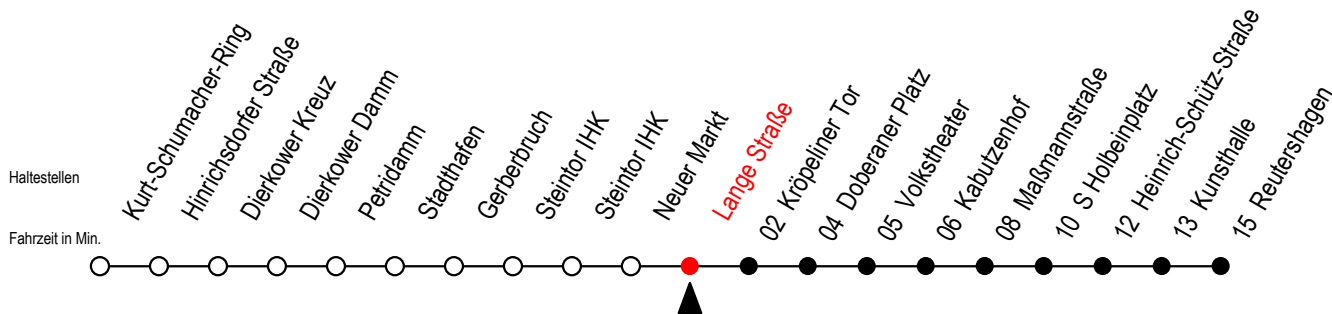 Haltestellen
Fahrzeit in Min.
Kurt-Schumacher-Ring
Hinrichsdorfer Straße
Dierkower Kreuz
Dierkower Damm
Petridamm
Stadthafen
Gerberbruch
Steintor IHK
Steintor IHK
Neuer Markt
Lange Straße
02 Kröpeliner Tor
04 Doberaner Platz
05 Volkstheater
06 Kabutzenhof
08 Maßmannstraße
10 S Holbeinplatz
12 Heinrich-Schütz-Straße
13 Kunsthalle
15 Reutershagen